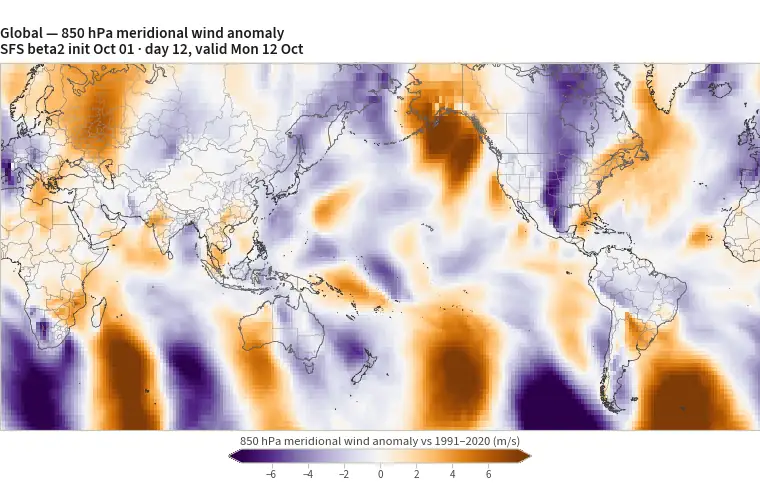 Global — 850 hPa meridional wind anomaly
SFS beta2 init Oct 01 · day 12, valid Mon 12 Oct
850 hPa meridional wind anomaly vs 1991–2020 (m/s)
−6 −4 −2 0 2 4 6